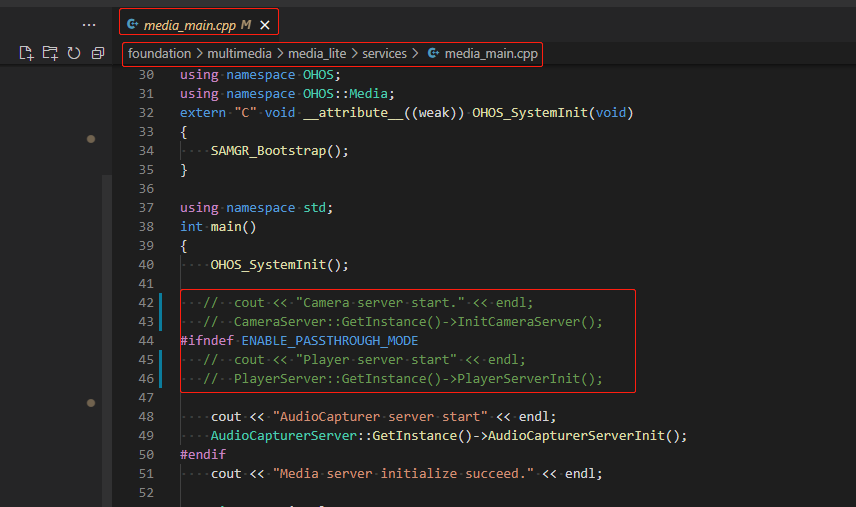 media_main.cpp M
foundation > multimedia > media_lite > services > media_main.cpp
30 using namespace OHOS;
31 using namespace OHOS::Media;
32 extern "C" void __attribute__((weak)) OHOS_SystemInit(void)
33 {
34     SAMGR_Bootstrap();
35 }
36
37 using namespace std;
38 int main()
39 {
40     OHOS_SystemInit();
41
42    //  cout << "Camera server start." << endl;
43    //  CameraServer::GetInstance()->InitCameraServer();
44 #ifndef ENABLE_PASSTHROUGH_MODE
45    //  cout << "Player server start" << endl;
46    //  PlayerServer::GetInstance()->PlayerServerInit();
47
48     cout << "AudioCapturer server start" << endl;
49     AudioCapturerServer::GetInstance()->AudioCapturerServerInit();
50 #endif
51     cout << "Media server initialize succeed." << endl;
52